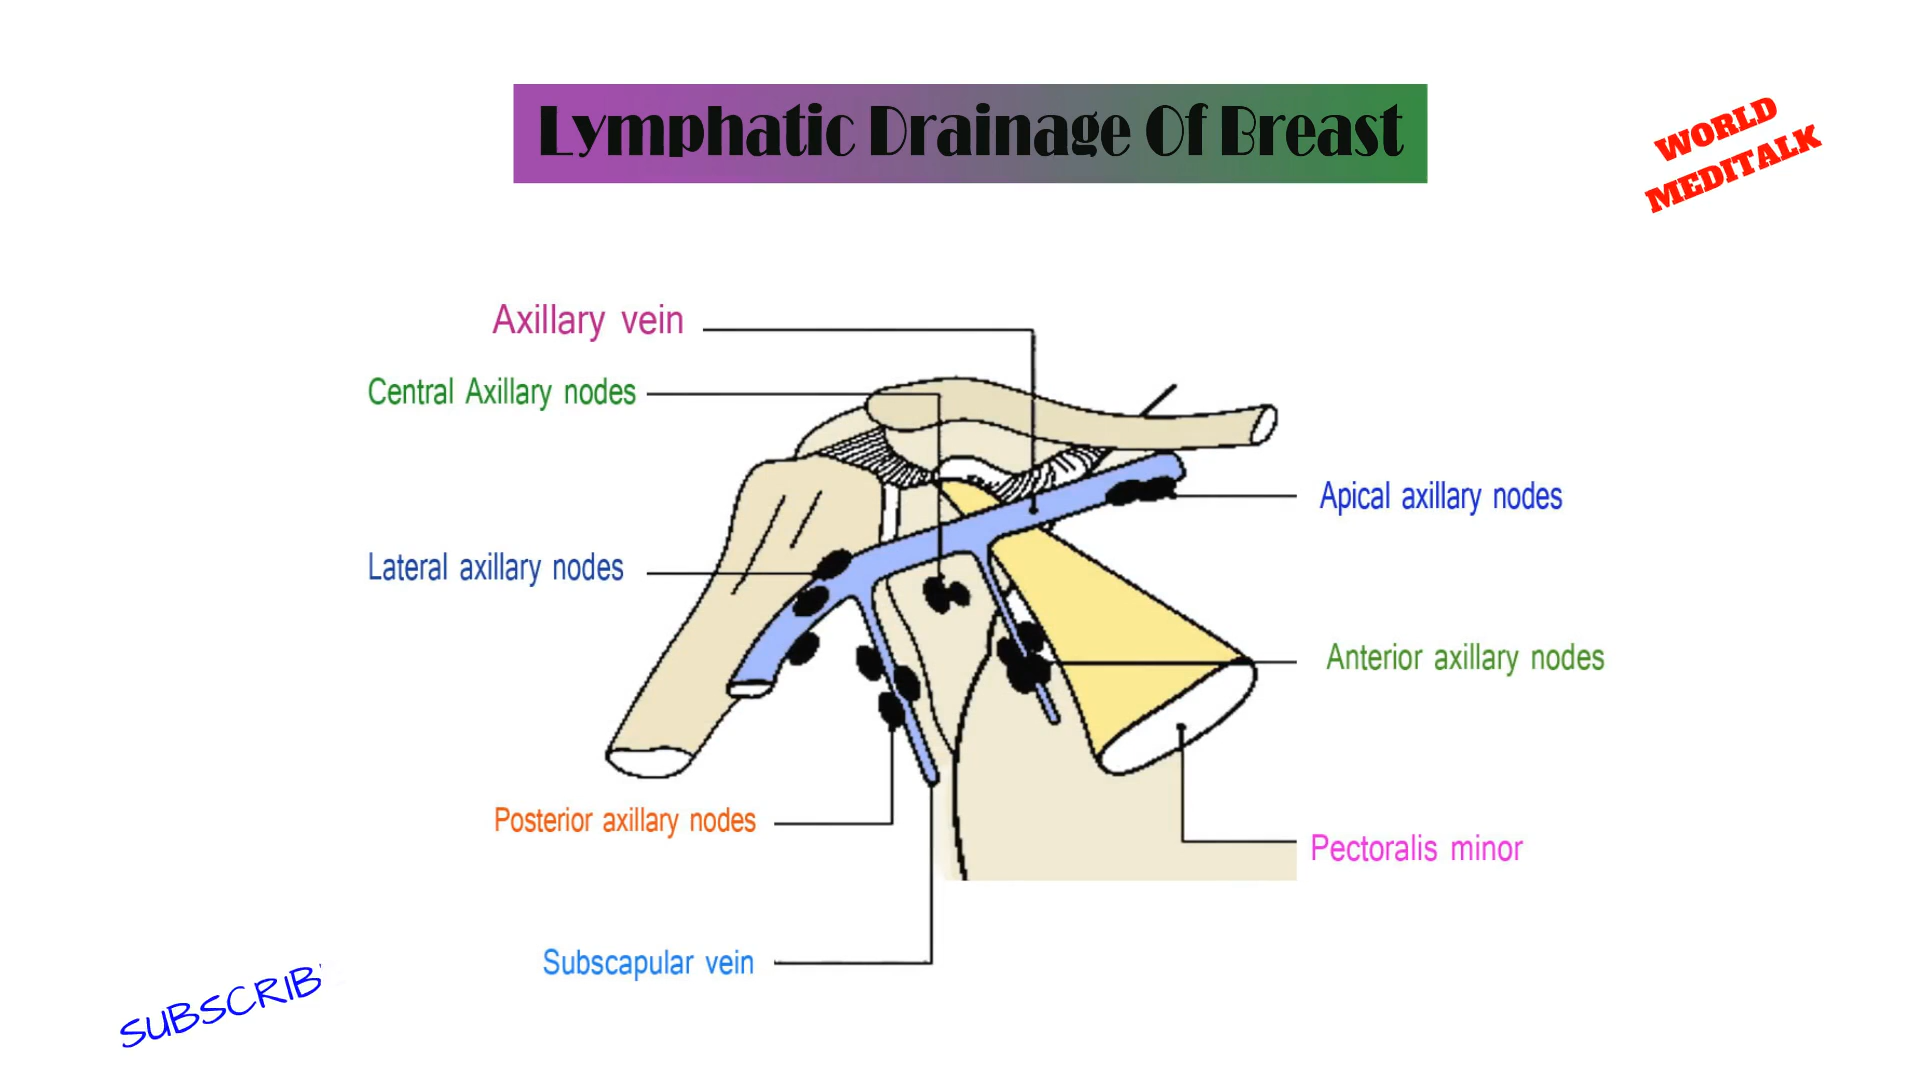 Lymphatic Drainage Of Breast
WORLD
MEDITALK
Axillary vein
Central Axillary nodes
Apical axillary nodes
Lateral axillary nodes
Anterior axillary nodes
Posterior axillary nodes
Pectoralis minor
Subscapular vein
SUBSCRIB